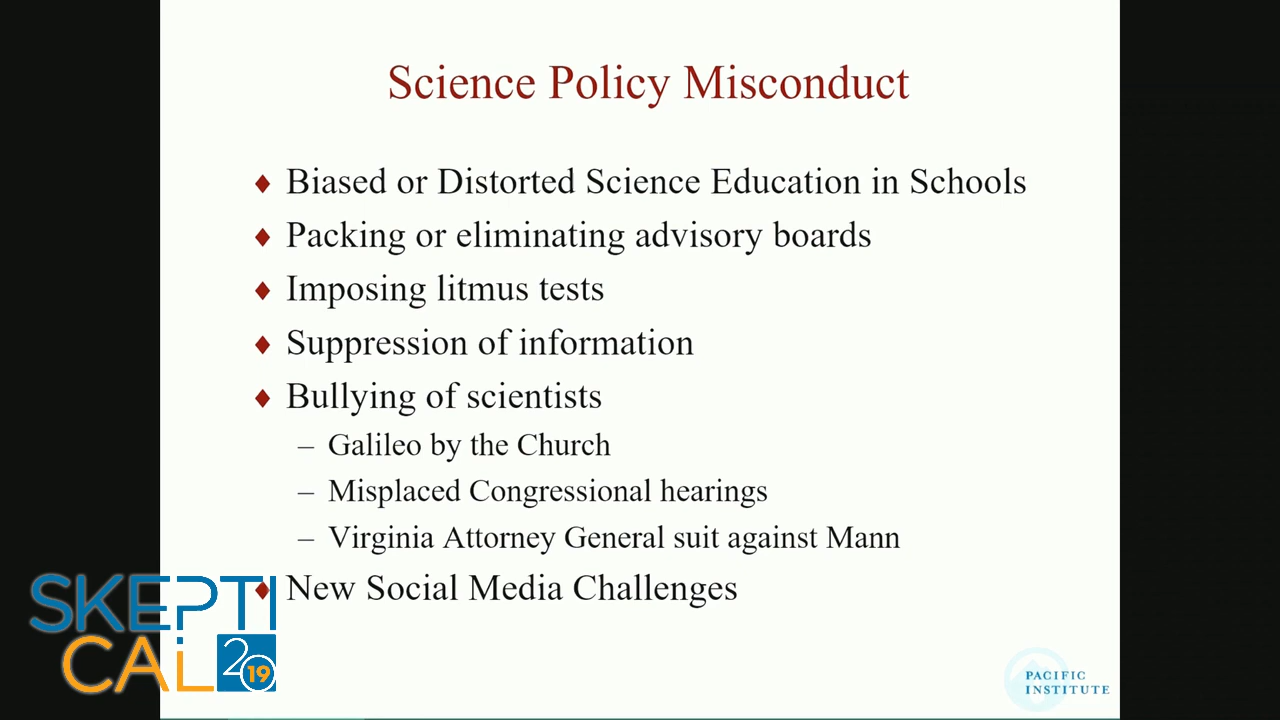 Science Policy Misconduct
♦ Biased or Distorted Science Education in Schools
♦ Packing or eliminating advisory boards
♦ Imposing litmus tests
♦ Suppression of information
♦ Bullying of scientists
– Galileo by the Church
– Misplaced Congressional hearings
– Virginia Attorney General suit against Mann
♦ New Social Media Challenges
SKEPTI
CAL 2019
PACIFIC
INSTITUTE